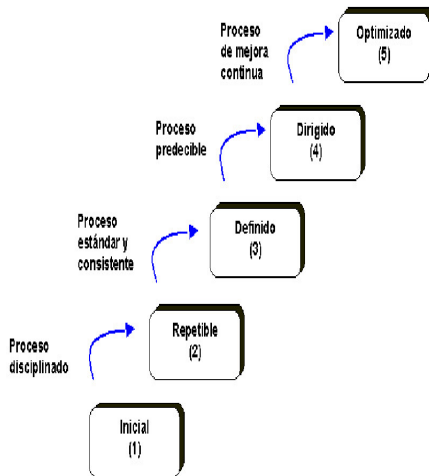 Proceso
de mejora
continua
Optimizado
(5)
Proceso
predecible
Dirigido
(4)
Proceso
estándar y
consistente
Definido
(3)
Proceso
disciplinado
Repetible
(2)
Inicial
(1)